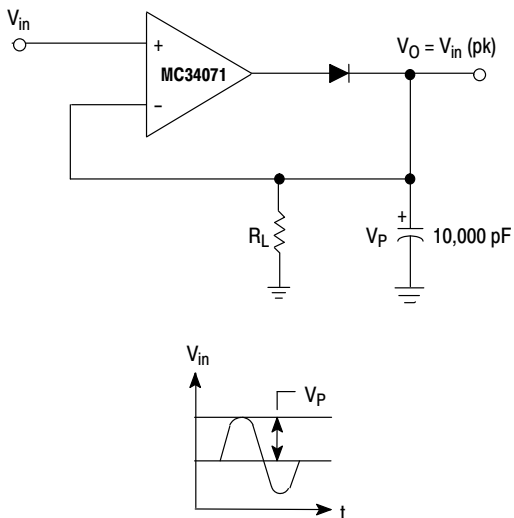 V_in
+
MC34071
−
V_O = V_in (pk)
R_L
+
V_P
10,000 pF
V_in
V_P
t